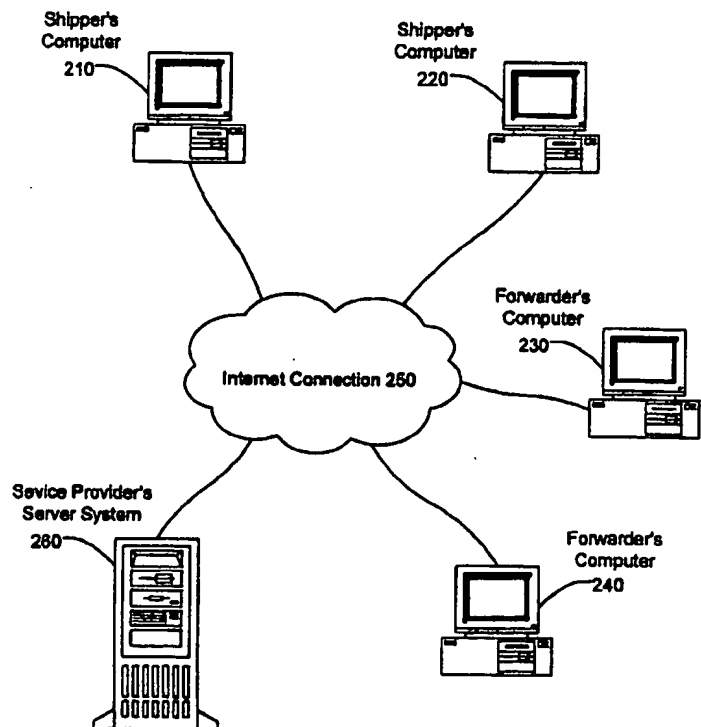 Shipper's
Computer
210
Shipper's
Computer
220
Forwarder's
Computer
230
Internet Connection 250
Sevice Provider's
Server System
260
Forwarder's
Computer
240